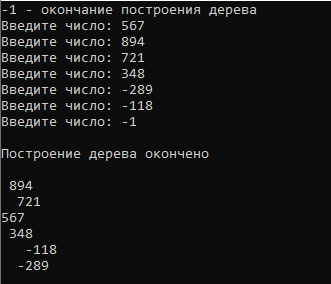 -1 - окончание построения дерева
Введите число: 567
Введите число: 894
Введите число: 721
Введите число: 348
Введите число: -289
Введите число: -118
Введите число: -1

Построение дерева окончено

 894
  721
567
 348
   -118
  -289